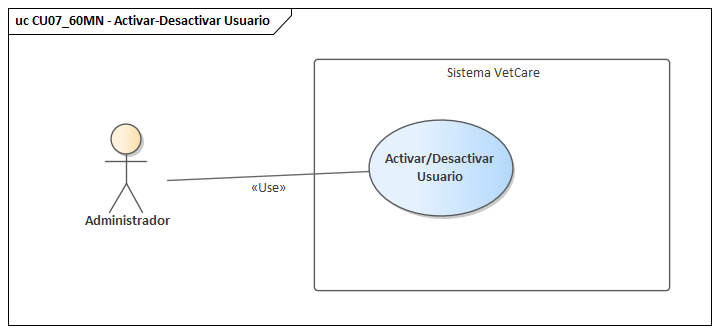 uc CU07_60MN - Activar-Desactivar Usuario
Sistema VetCare
Activar/Desactivar
Usuario
«Use»
Administrador